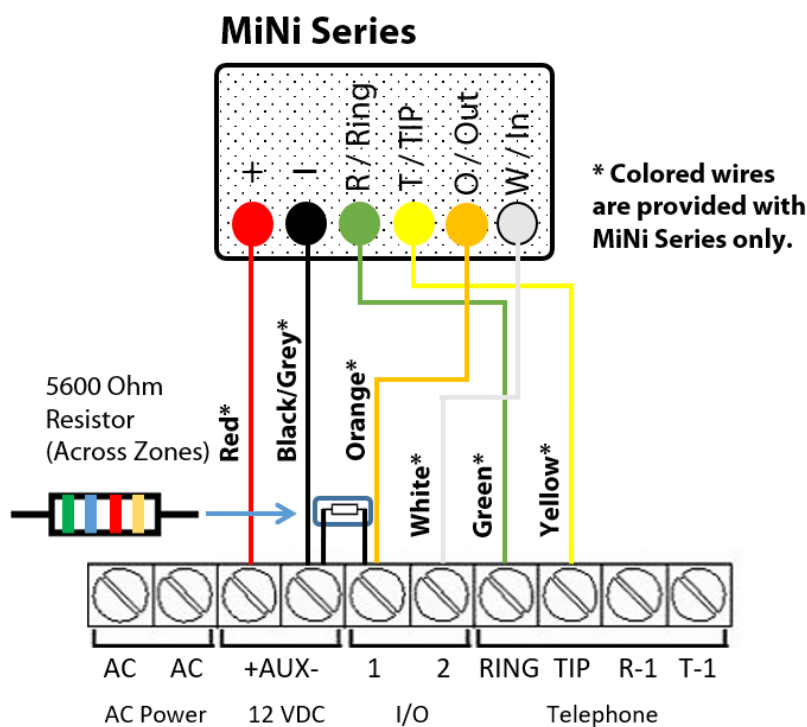 MiNi Series
+
−
R / Ring
T / TIP
O / Out
W / In
* Colored wires
are provided with
MiNi Series only.
5600 Ohm
Resistor
(Across Zones)
Red*
Black/Grey*
Orange*
White*
Green*
Yellow*
AC AC +AUX- 1 2 RING TIP R-1 T-1
AC Power 12 VDC I/O Telephone